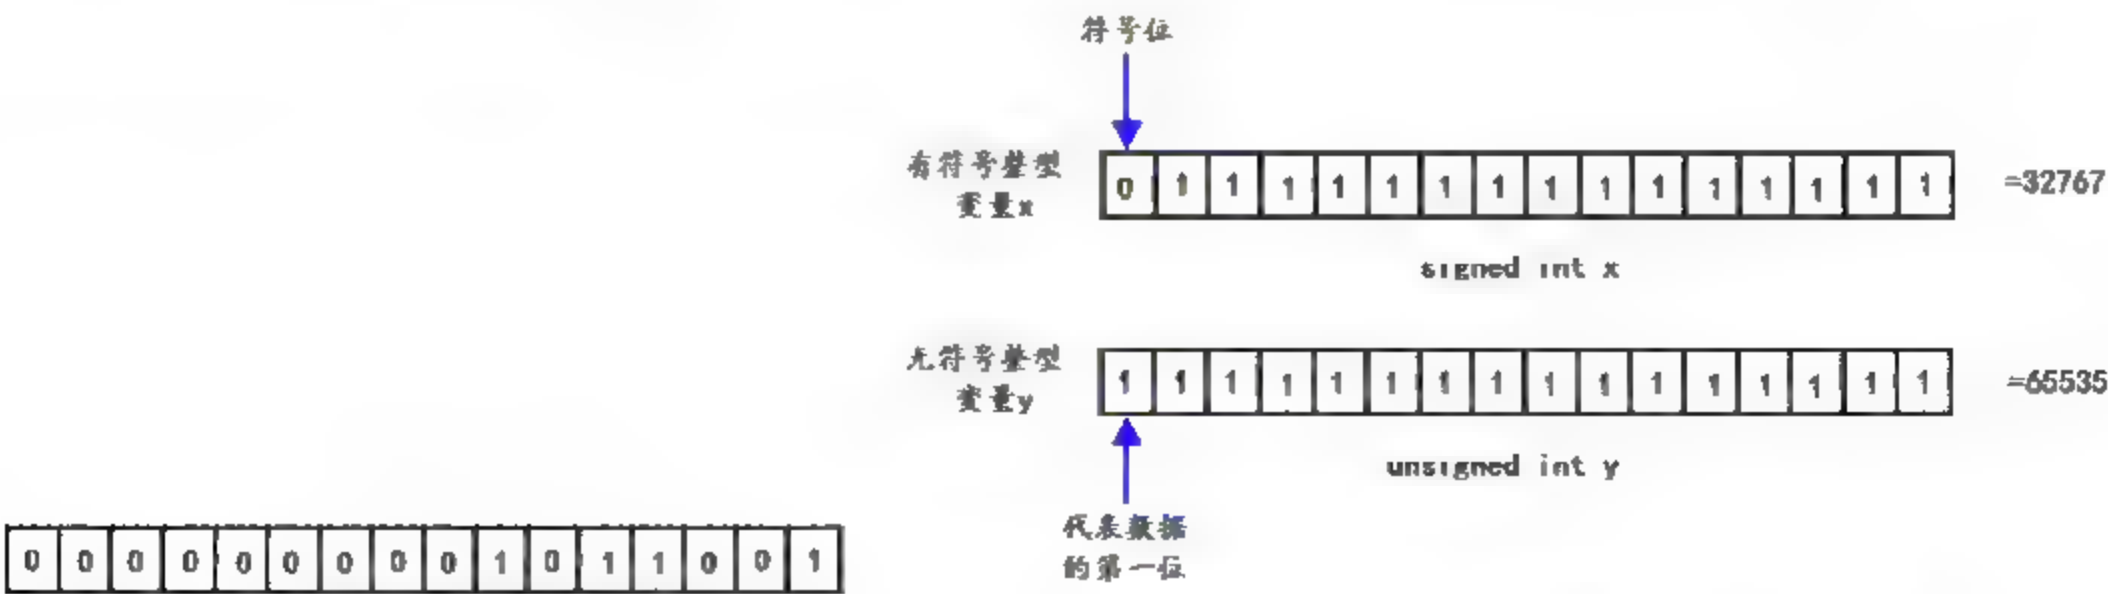 符号位
有符号整型
变量x
0 1 1 1 1 1 1 1 1 1 1 1 1 1 1 1
=32767
signed int x
无符号整型
变量y
1 1 1 1 1 1 1 1 1 1 1 1 1 1 1 1
=65535
unsigned int y
代表数据
的第一位
0 0 0 0 0 0 0 0 0 1 0 1 1 0 0 1